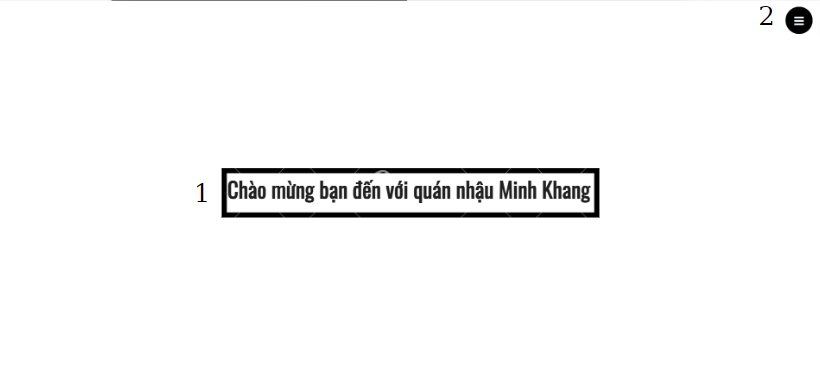 2
1 Chào mừng bạn đến với quán nhậu Minh Khang